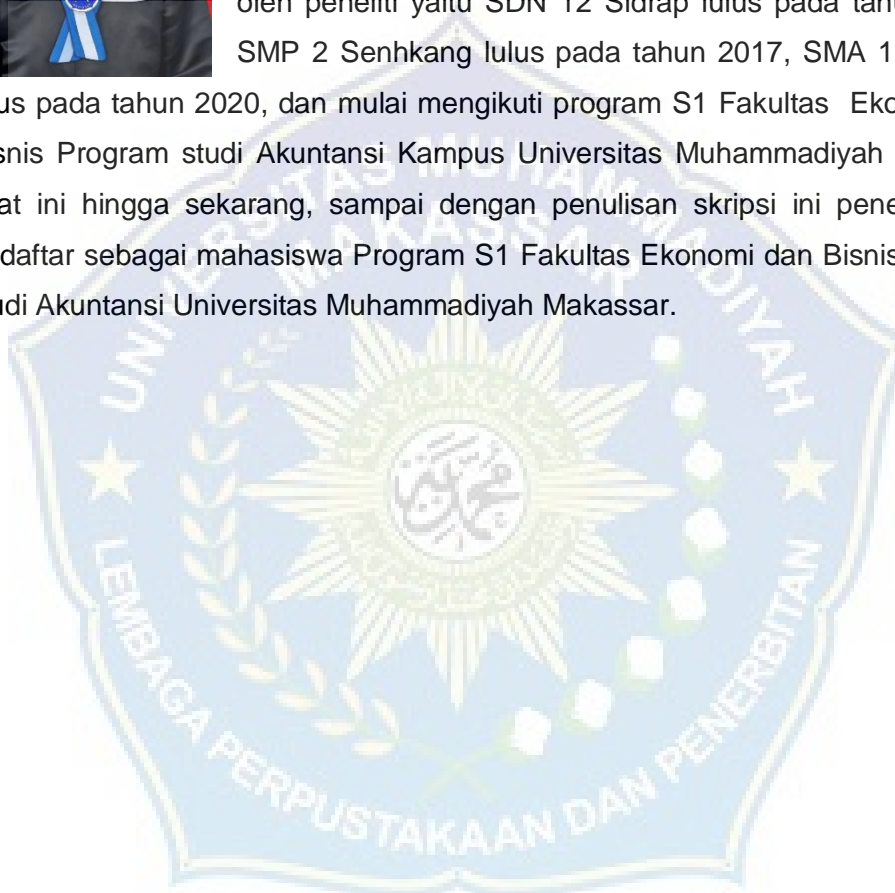 oleh peneliti yaitu SDN 12 Sidrap lulus pada tahu
SMP 2 Senhkang lulus pada tahun 2017, SMA 1
us pada tahun 2020, dan mulai mengikuti program S1 Fakultas Eko
snis Program studi Akuntansi Kampus Universitas Muhammadiyah
at ini hingga sekarang, sampai dengan penulisan skripsi ini pene
daftar sebagai mahasiswa Program S1 Fakultas Ekonomi dan Bisnis
udi Akuntansi Universitas Muhammadiyah Makassar.
UNIVERSITAS MUHAMMADIYAH
MAKASSAR
LEMBAGA PERPUSTAKAAN DAN PENERBITAN